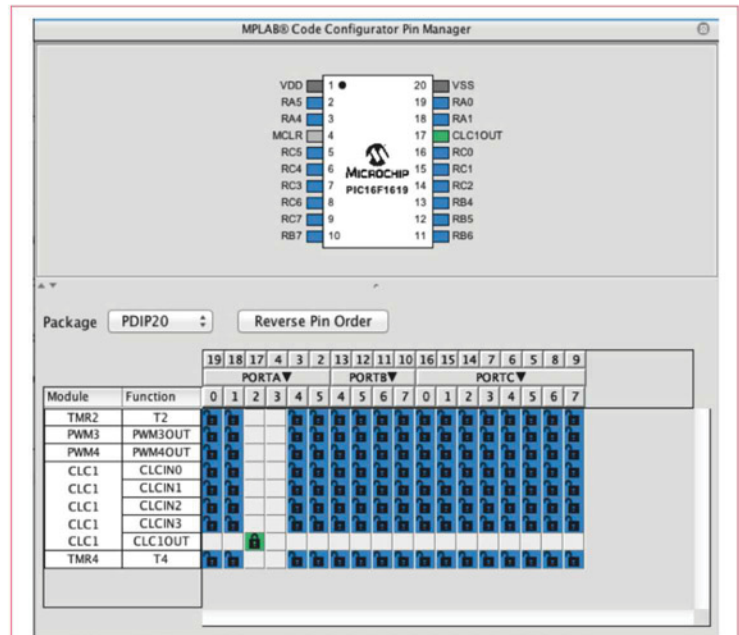 MPLAB® Code Configurator Pin Manager
VDD 1 20 VSS
RA5 2 19 RA0
RA4 3 18 RA1
MCLR 4 17 CLC1OUT
RC5 5 16 RC0
RC4 6 MICROCHIP 15 RC1
RC3 7 PIC16F1619 14 RC2
RC6 8 13 RB4
RC7 9 12 RB5
RB7 10 11 RB6
Package PDIP20 Reverse Pin Order
19 18 17 4 3 2 13 12 11 10 16 15 14 7 6 5 8 9
PORTA▼ PORTB▼ PORTC▼
Module Function 0 1 2 3 4 5 4 5 6 7 0 1 2 3 4 5 6 7
TMR2 T2
PWM3 PWM3OUT
PWM4 PWM4OUT
CLC1 CLCIN0
CLC1 CLCIN1
CLC1 CLCIN2
CLC1 CLCIN3
CLC1 CLC1OUT
TMR4 T4